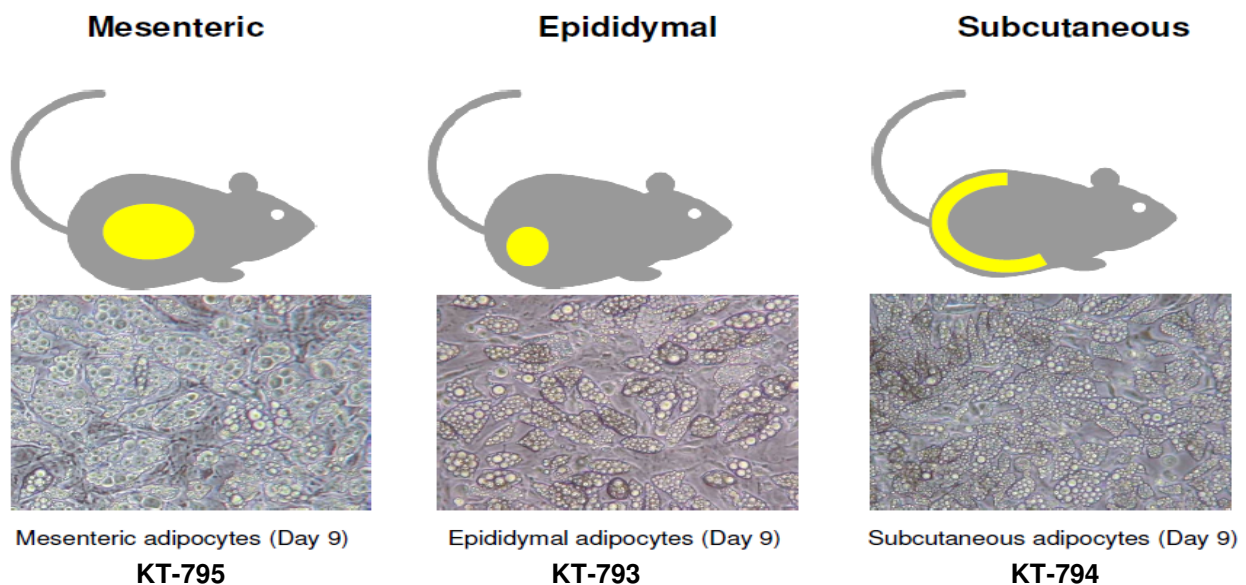 Mesenteric
Epididymal
Subcutaneous
Mesenteric adipocytes (Day 9)
Epididymal adipocytes (Day 9)
Subcutaneous adipocytes (Day 9)
KT-795
KT-793
KT-794